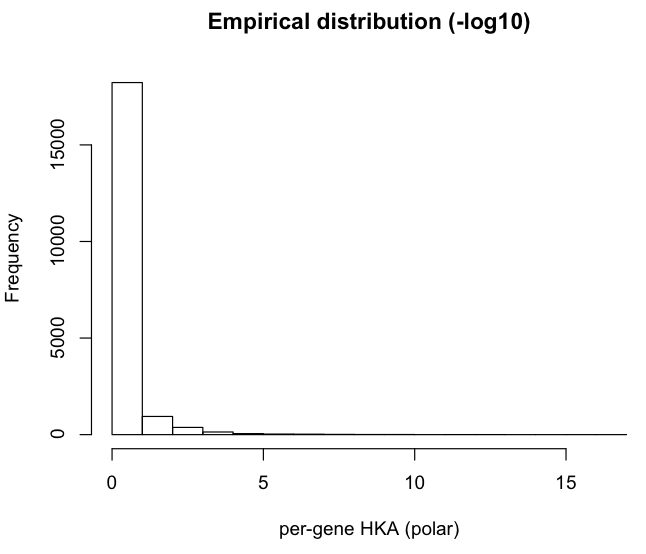 Empirical distribution (-log10)
Frequency
15000
10000
5000
0
0 5 10 15
per-gene HKA (polar)